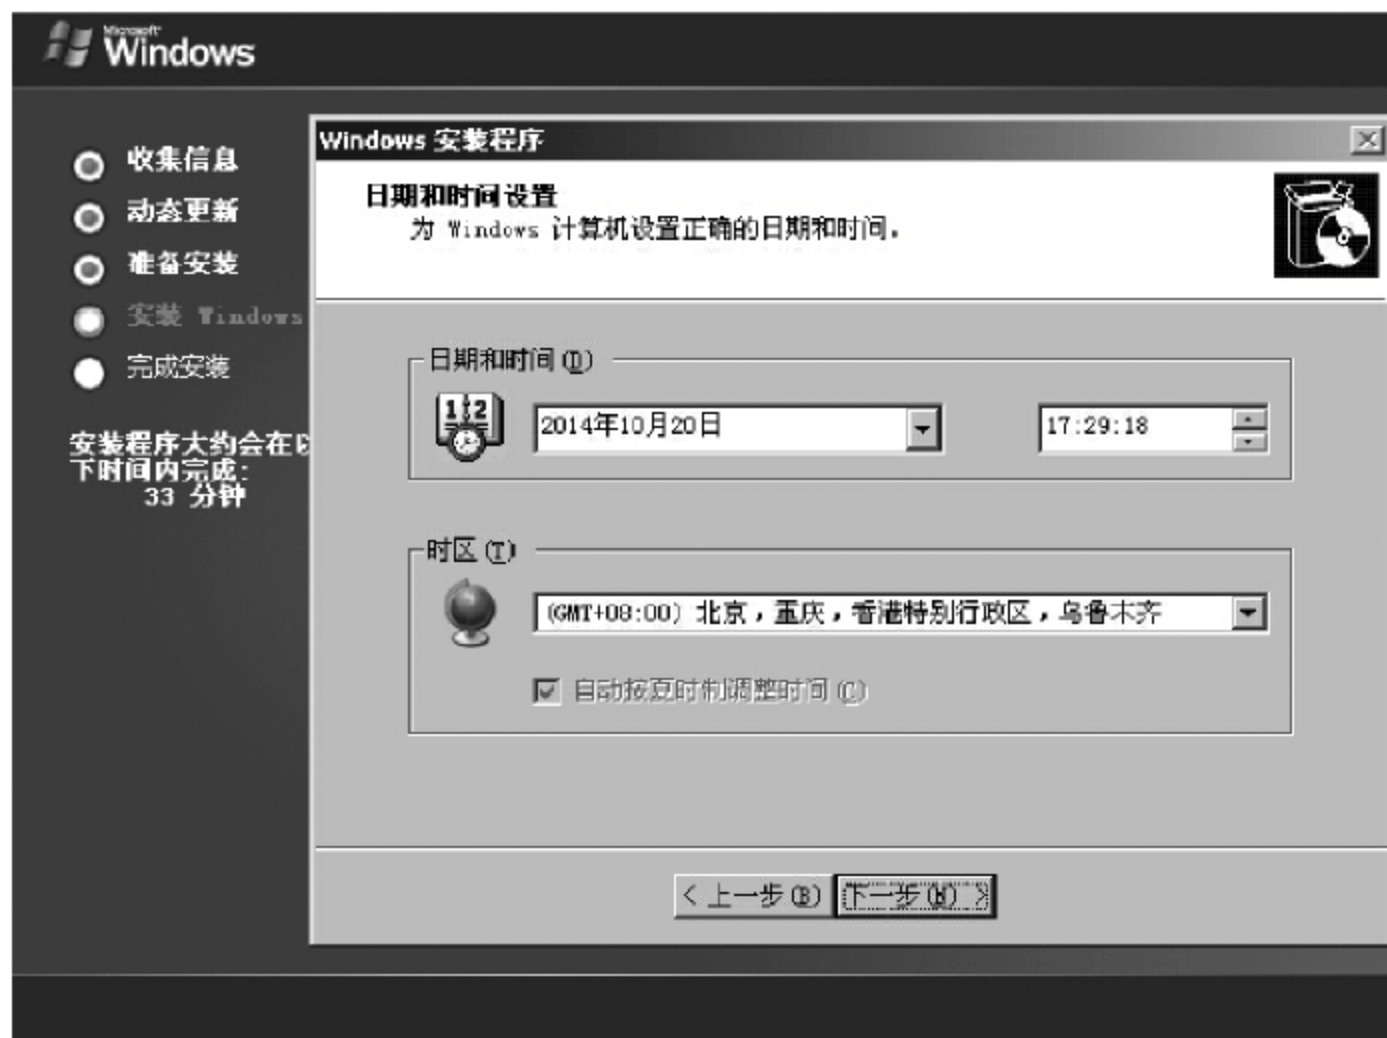 Microsoft
Windows
收集信息
动态更新
准备安装
安装 Windows
完成安装
安装程序大约会在以
下时间内完成:
33 分钟
Windows 安装程序
日期和时间设置
为 Windows 计算机设置正确的日期和时间。
日期和时间(D)
12
2014年10月20日
17:29:18
时区(T)
(GMT+08:00) 北京，重庆，香港特别行政区，乌鲁木齐
自动按夏时制调整时间(C)
< 上一步(B)
下一步(N) >